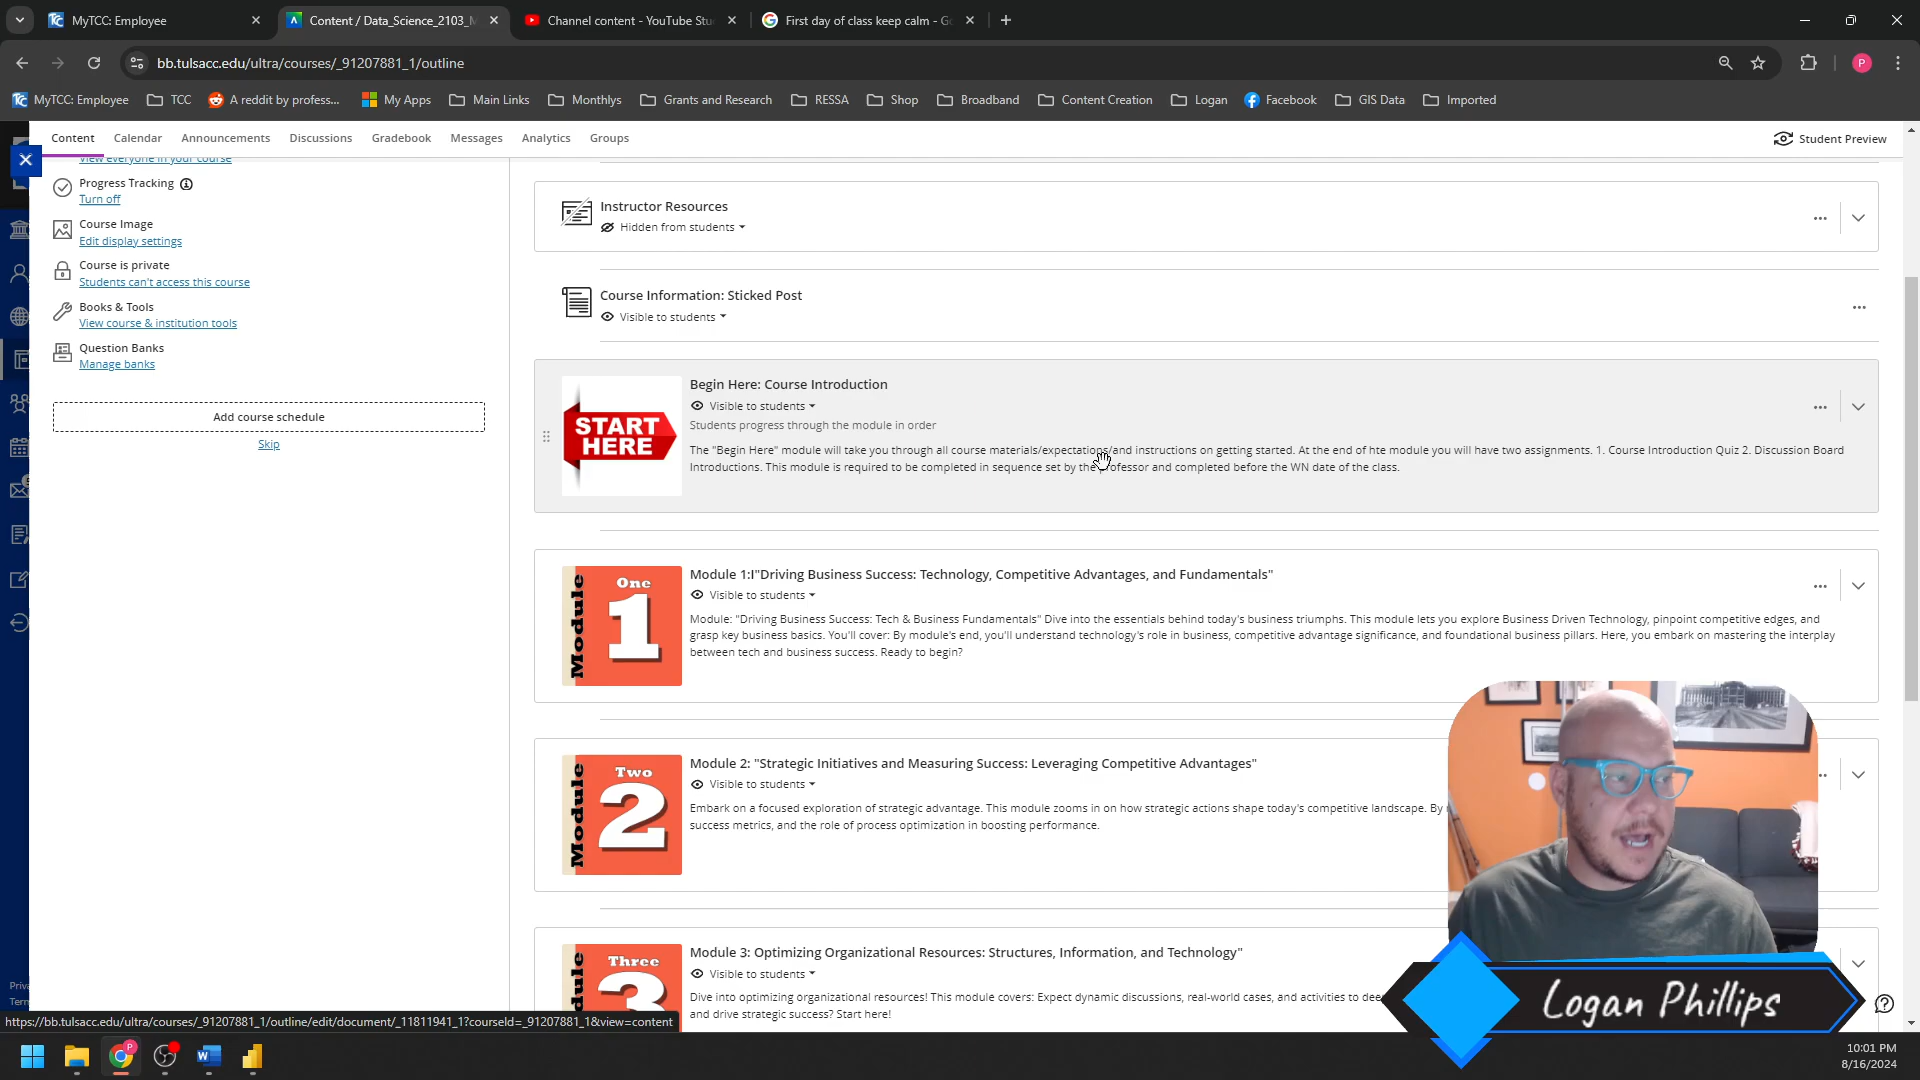 MyTCC: Employee
Content / Data_Science_2103_M
Channel content - YouTube Stu
First day of class keep calm - Go
bb.tulsacc.edu/ultra/courses/_91207881_1/outline
P
MyTCC: Employee
TCC
A reddit by profess...
My Apps
Main Links
Monthlys
Grants and Research
RESSA
Shop
Broadband
Content Creation
Logan
Facebook
GIS Data
Imported
Content
Calendar
Announcements
Discussions
Gradebook
Messages
Analytics
Groups
Student Preview
View everyone in your course
Progress Tracking
Turn off
Course Image
Edit display settings
Course is private
Students can't access this course
Books & Tools
View course & institution tools
Question Banks
Manage banks
Add course schedule
Skip
Instructor Resources
Hidden from students
Course Information: Sticked Post
Visible to students
START
HERE
Begin Here: Course Introduction
Visible to students
Students progress through the module in order
The "Begin Here" module will take you through all course materials/expectations/and instructions on getting started. At the end of hte module you will have two assignments. 1. Course Introduction Quiz 2. Discussion Board
Introductions. This module is required to be completed in sequence set by the professor and completed before the WN date of the class.
Module
One
1
Module 1:I"Driving Business Success: Technology, Competitive Advantages, and Fundamentals"
Visible to students
Module: "Driving Business Success: Tech & Business Fundamentals" Dive into the essentials behind today's business triumphs. This module lets you explore Business Driven Technology, pinpoint competitive edges, and
grasp key business basics. You'll cover: By module's end, you'll understand technology's role in business, competitive advantage significance, and foundational business pillars. Here, you embark on mastering the interplay
between tech and business success. Ready to begin?
Module
Two
2
Module 2: "Strategic Initiatives and Measuring Success: Leveraging Competitive Advantages"
Visible to students
Embark on a focused exploration of strategic advantage. This module zooms in on how strategic actions shape today's competitive landscape. By
success metrics, and the role of process optimization in boosting performance.
Three
3
Module 3: Optimizing Organizational Resources: Structures, Information, and Technology"
Visible to students
Dive into optimizing organizational resources! This module covers: Expect dynamic discussions, real-world cases, and activities to dee
and drive strategic success? Start here!
Priva
Term
https://bb.tulsacc.edu/ultra/courses/_91207881_1/outline/edit/document/_11811941_1?courseId=_91207881_1&view=content
Logan Phillips
10:01 PM
8/16/2024